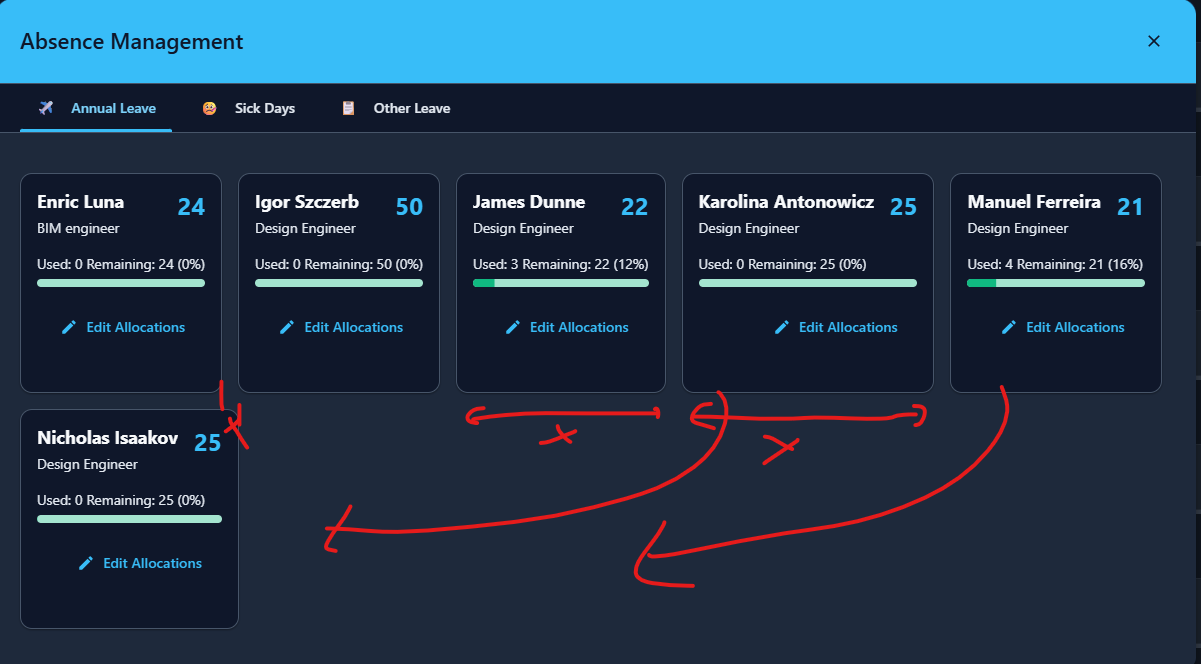 Absence Management
Annual Leave Sick Days Other Leave
Enric Luna 24
BIM engineer
Used: 0 Remaining: 24 (0%)
Edit Allocations
Igor Szczerb 50
Design Engineer
Used: 0 Remaining: 50 (0%)
Edit Allocations
James Dunne 22
Design Engineer
Used: 3 Remaining: 22 (12%)
Edit Allocations
Karolina Antonowicz 25
Design Engineer
Used: 0 Remaining: 25 (0%)
Edit Allocations
Manuel Ferreira 21
Design Engineer
Used: 4 Remaining: 21 (16%)
Edit Allocations
Nicholas Isaakov 25
Design Engineer
Used: 0 Remaining: 25 (0%)
Edit Allocations
x
x
x